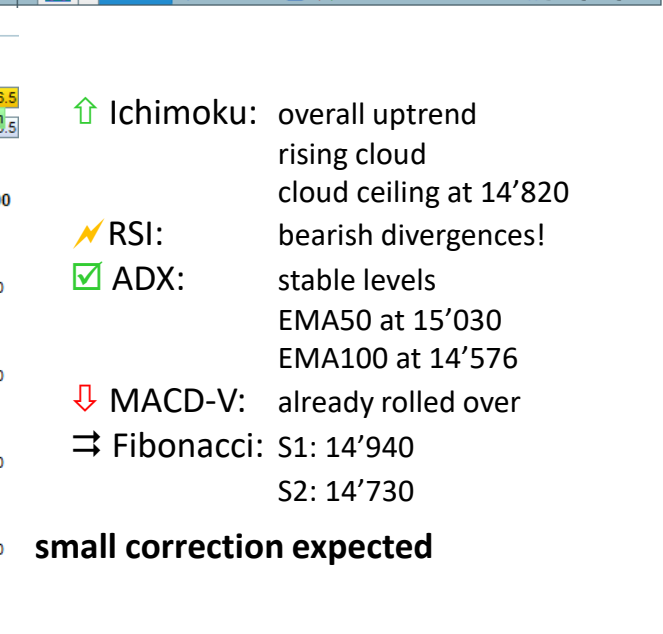 Ichimoku: overall uptrend
rising cloud
cloud ceiling at 14’820
RSI: bearish divergences!
ADX: stable levels
EMA50 at 15’030
EMA100 at 14’576
MACD-V: already rolled over
Fibonacci: S1: 14’940
S2: 14’730
small correction expected